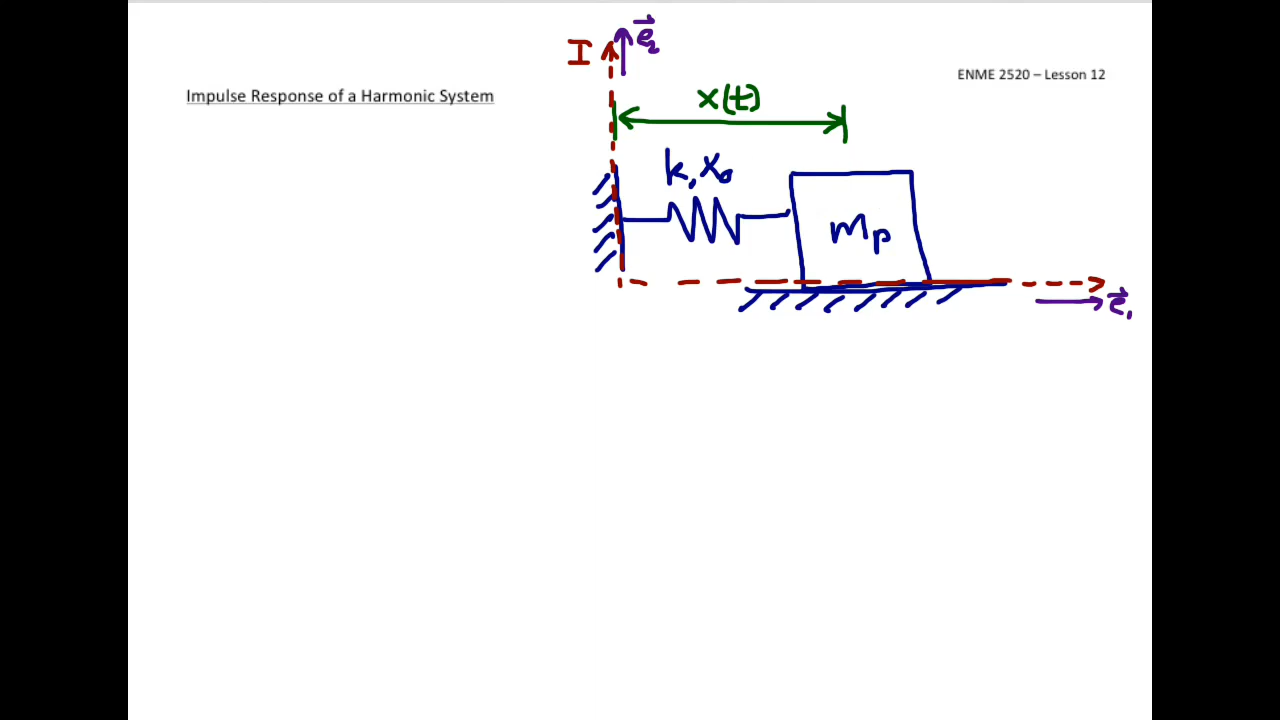 e₂
I
ENME 2520 – Lesson 12
Impulse Response of a Harmonic System
x(t)
k, x₀
mₚ
e₁